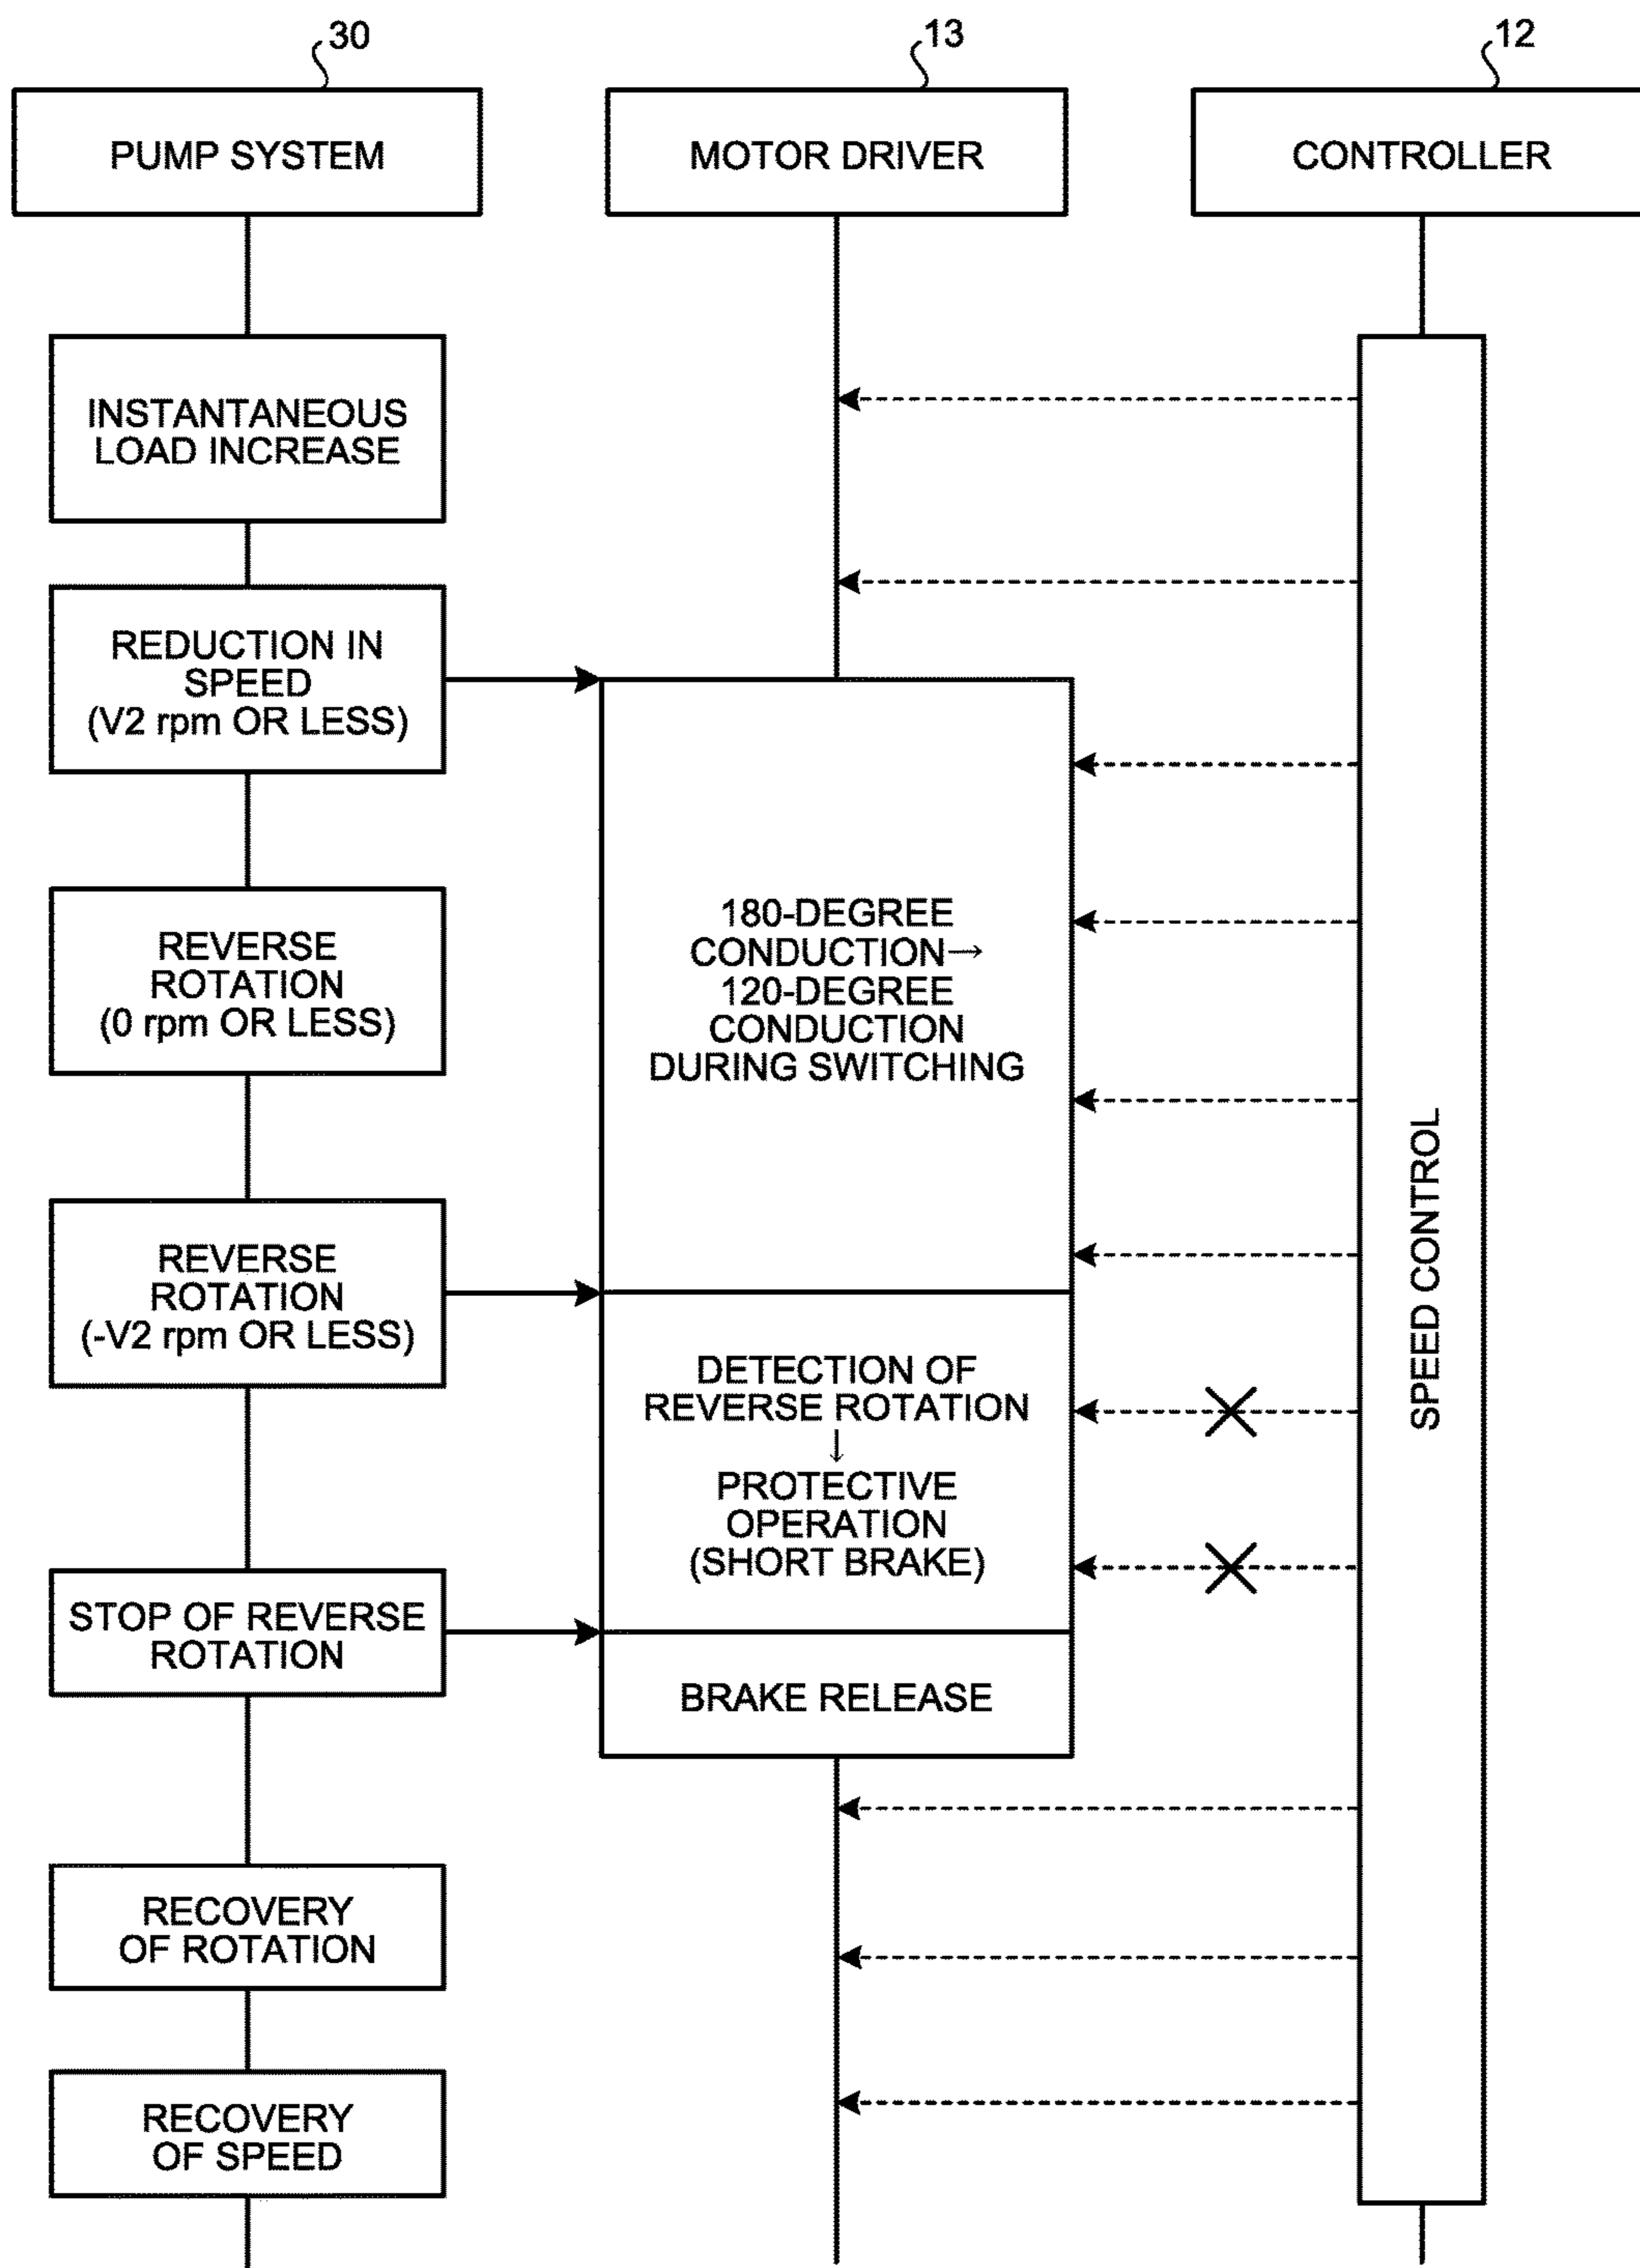 30
13
12
PUMP SYSTEM
MOTOR DRIVER
CONTROLLER
INSTANTANEOUS
LOAD INCREASE
REDUCTION IN
SPEED
(V2 rpm OR LESS)
REVERSE
ROTATION
(0 rpm OR LESS)
REVERSE
ROTATION
(-V2 rpm OR LESS)
STOP OF REVERSE
ROTATION
RECOVERY
OF ROTATION
RECOVERY
OF SPEED
180-DEGREE
CONDUCTION→
120-DEGREE
CONDUCTION
DURING SWITCHING
DETECTION OF
REVERSE ROTATION
↓
PROTECTIVE
OPERATION
(SHORT BRAKE)
BRAKE RELEASE
SPEED CONTROL